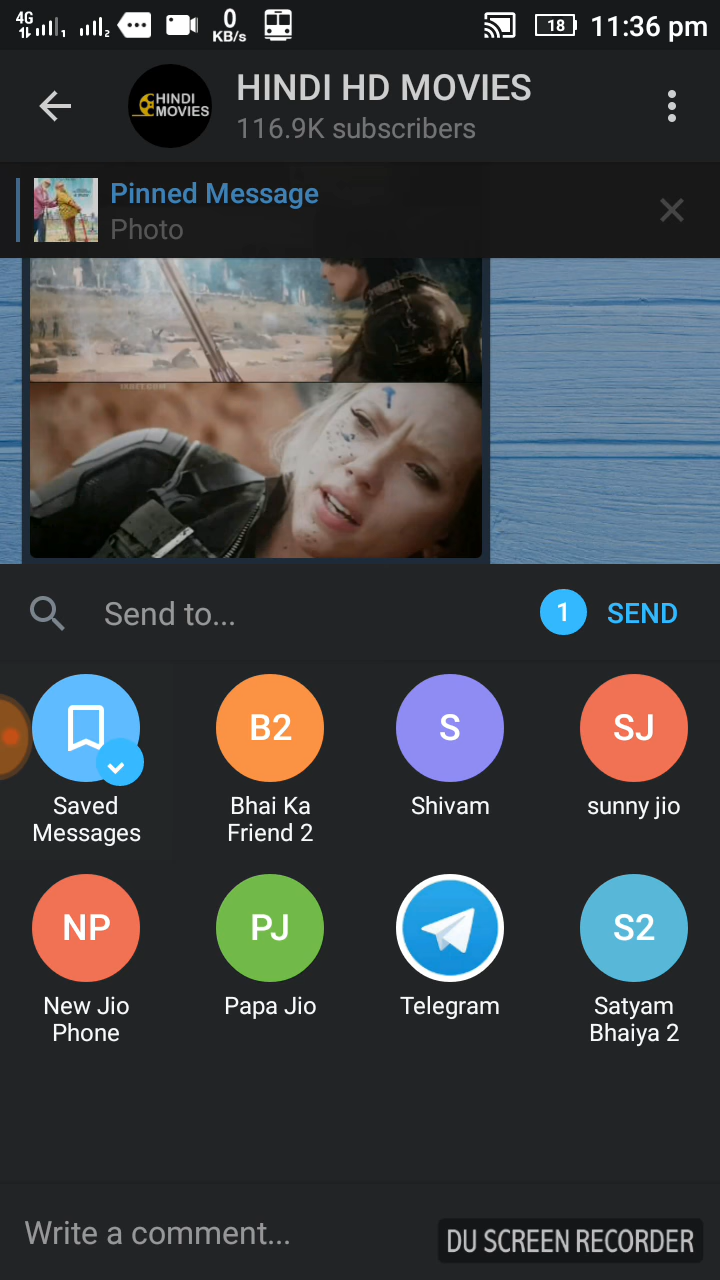 4G
1
2
0
KB/s
18
11:36 pm
HINDI
MOVIES
HINDI HD MOVIES
116.9K subscribers
Pinned Message
Photo
Send to...
1
SEND
B2
S
SJ
Saved
Messages
Bhai Ka
Friend 2
Shivam
sunny jio
NP
PJ
S2
New Jio
Phone
Papa Jio
Telegram
Satyam
Bhaiya 2
Write a comment...
DU SCREEN RECORDER